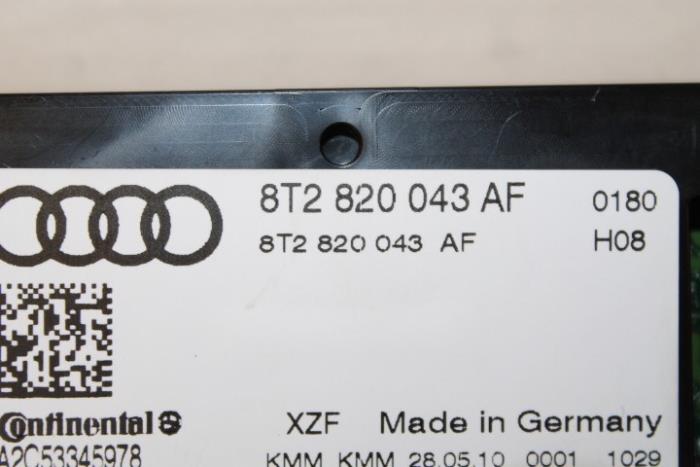 8T2 820 043 AF 0180
8T2 820 043 AF H08
Continental XZF Made in Germany
A2C53345978 KMM KMM 28.05.10 0001 1029